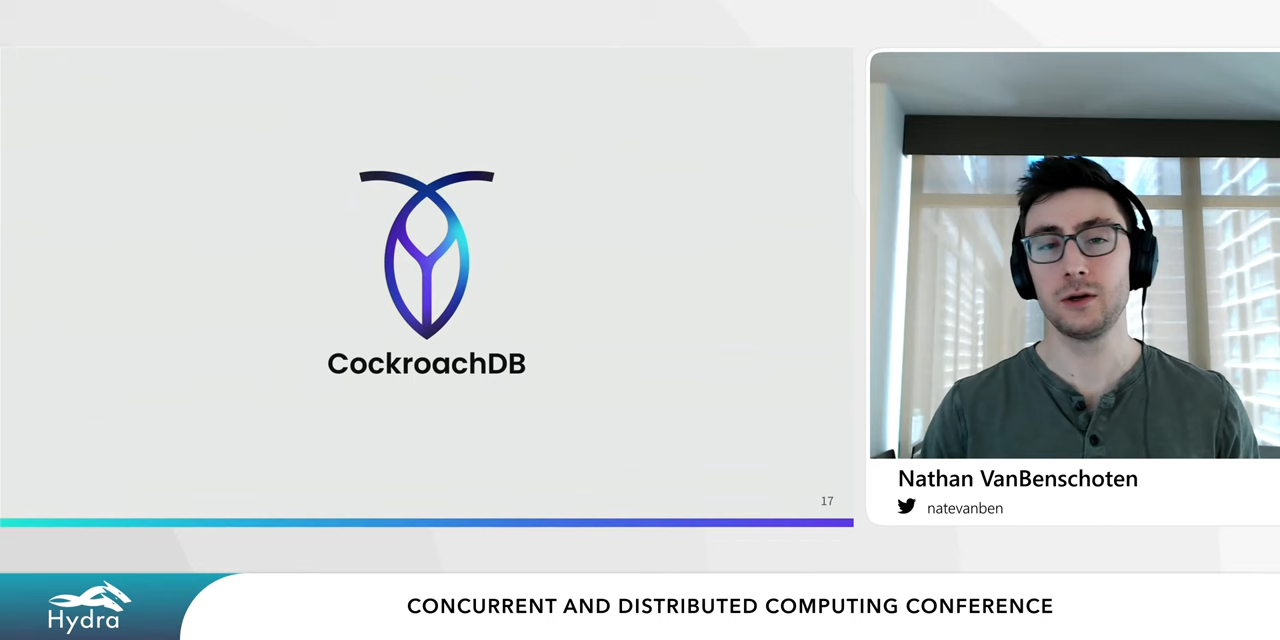 CockroachDB
17
Nathan VanBenschoten
natevanben
Hydra
CONCURRENT AND DISTRIBUTED COMPUTING CONFERENCE